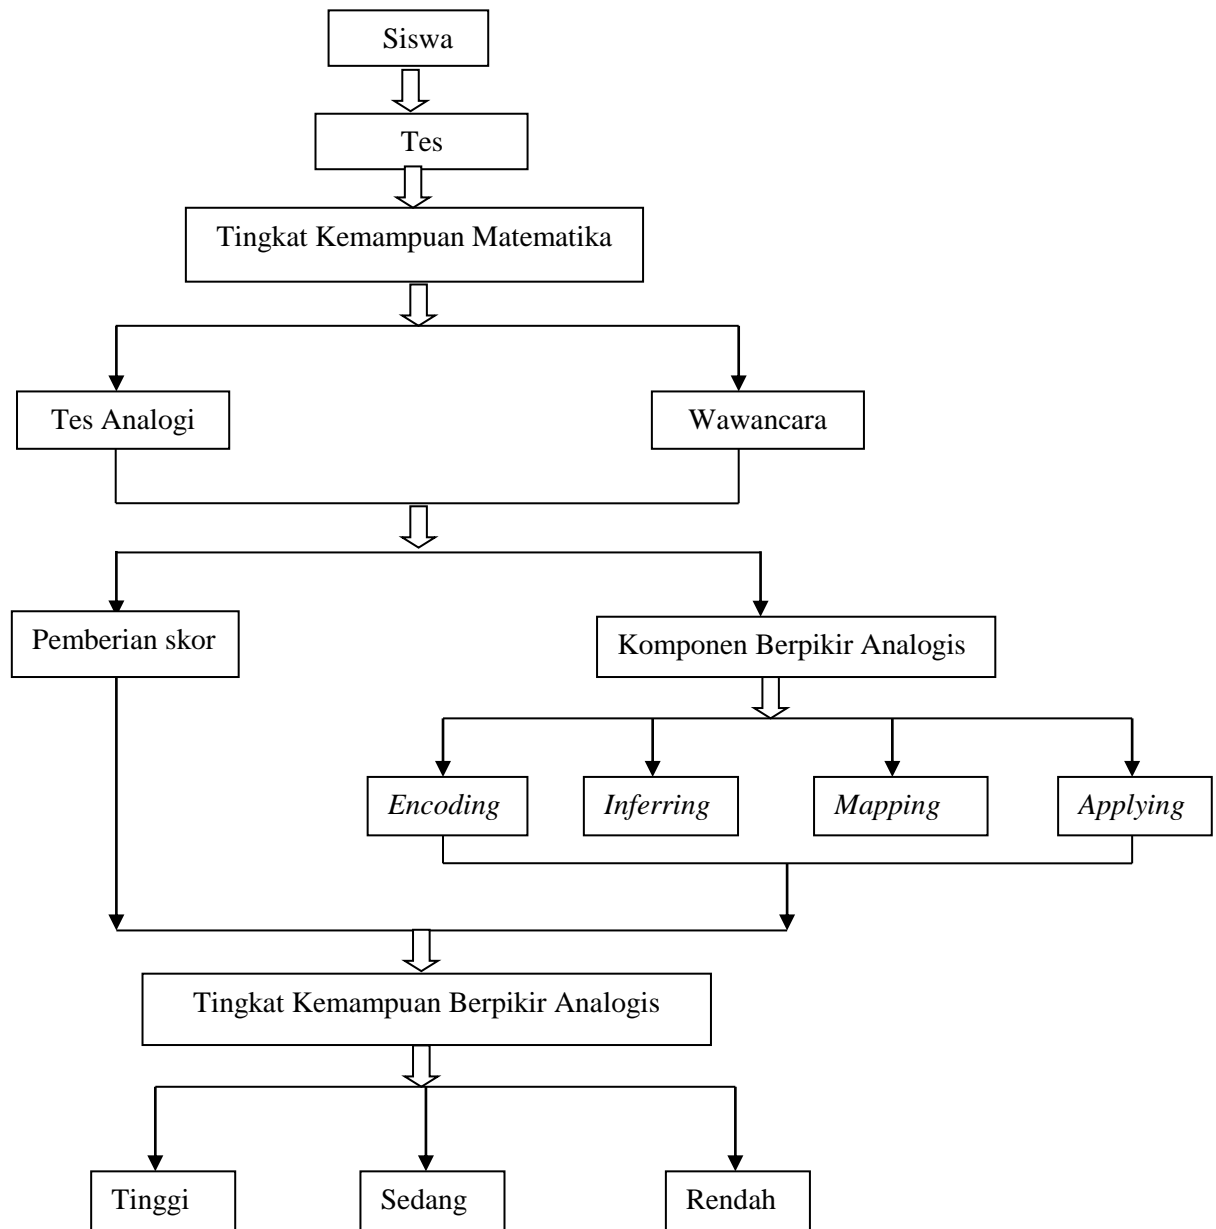 Siswa
Tes
Tingkat Kemampuan Matematika
Tes Analogi
Wawancara
Pemberian skor
Komponen Berpikir Analogis
Encoding
Inferring
Mapping
Applying
Tingkat Kemampuan Berpikir Analogis
Tinggi
Sedang
Rendah